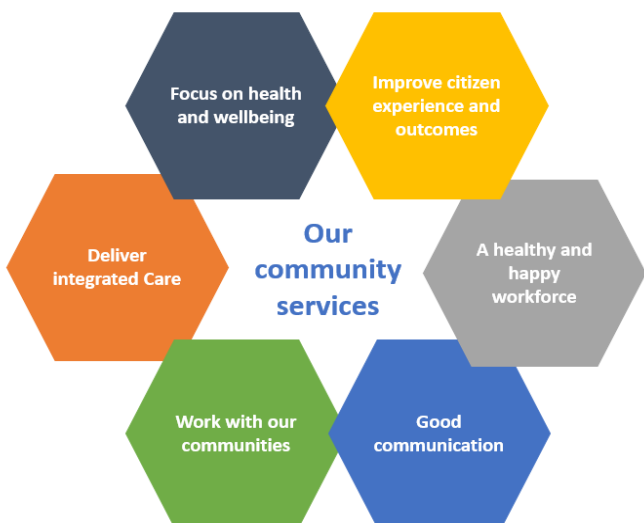 Focus on health
and wellbeing
Improve citizen
experience and
outcomes
Deliver
integrated Care
Our
community
services
A healthy and
happy
workforce
Work with our
communities
Good
communication